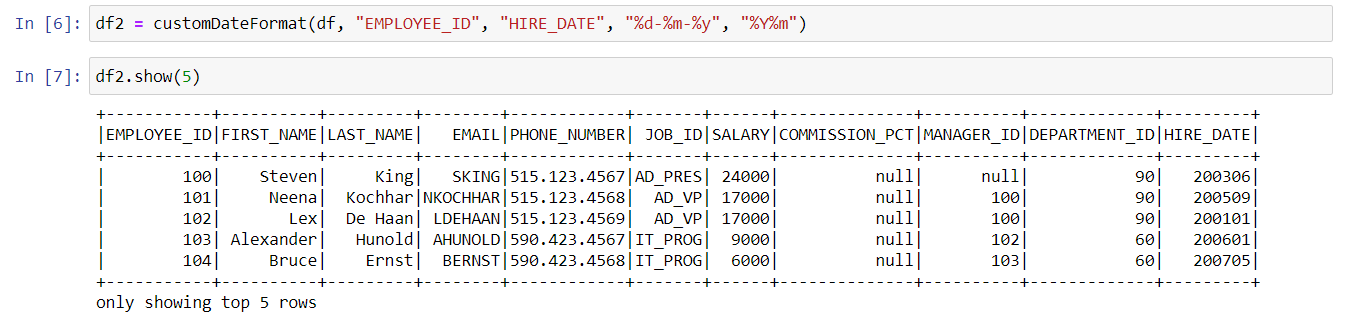 In [6]: df2 = customDateFormat(df, "EMPLOYEE_ID", "HIRE_DATE", "%d-%m-%y", "%Y%m")
In [7]: df2.show(5)
+-----------+----------+---------+--------+------------+-------+------+--------------+----------+-------------+---------+
|EMPLOYEE_ID|FIRST_NAME|LAST_NAME|   EMAIL|PHONE_NUMBER| JOB_ID|SALARY|COMMISSION_PCT|MANAGER_ID|DEPARTMENT_ID|HIRE_DATE|
+-----------+----------+---------+--------+------------+-------+------+--------------+----------+-------------+---------+
|        100|    Steven|     King|   SKING|515.123.4567|AD_PRES| 24000|          null|      null|           90|   200306|
|        101|     Neena|  Kochhar|NKOCHHAR|515.123.4568|  AD_VP| 17000|          null|       100|           90|   200509|
|        102|       Lex|  De Haan| LDEHAAN|515.123.4569|  AD_VP| 17000|          null|       100|           90|   200101|
|        103| Alexander|   Hunold| AHUNOLD|590.423.4567|IT_PROG|  9000|          null|       102|           60|   200601|
|        104|     Bruce|    Ernst|  BERNST|590.423.4568|IT_PROG|  6000|          null|       103|           60|   200705|
+-----------+----------+---------+--------+------------+-------+------+--------------+----------+-------------+---------+
only showing top 5 rows